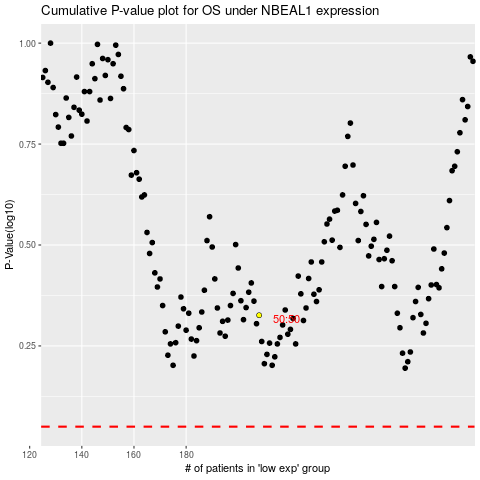 Cumulative P-value plot for OS under NBEAL1 expression
P-Value(log10)
1.00
0.75
0.50
0.25
50:50
120 140 160 180
# of patients in 'low exp' group